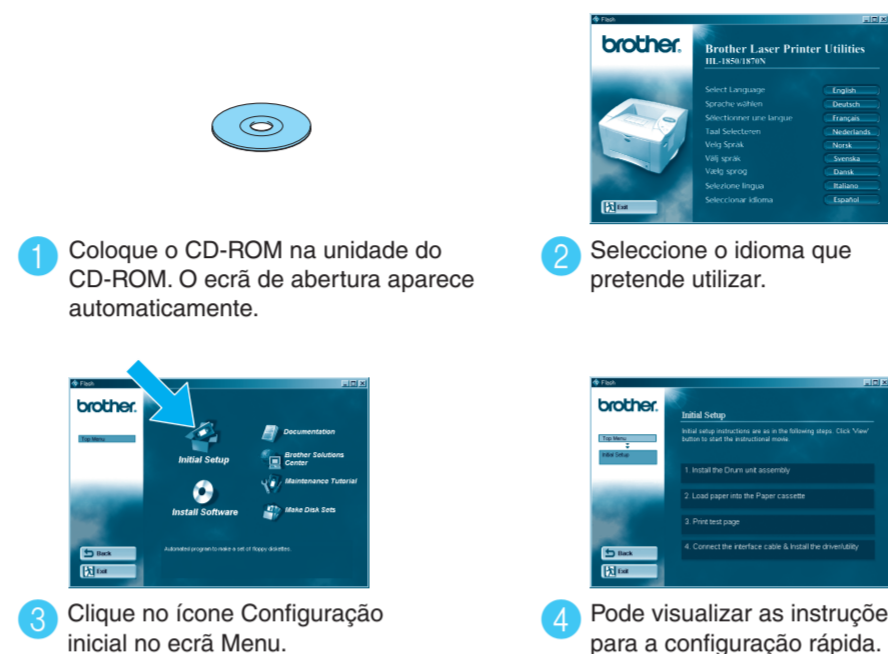 Flash
brother.
Brother Laser Printer Utilities
HL-1850/1870N
Select Language English
Sprache wählen Deutsch
Sélectionner une langue Français
Taal Selecteren Nederlands
Velg Språk Norsk
Välj språk Svenska
Vælg sprog Dansk
Selezione lingua Italiano
Seleccionar idioma Español
Exit
1 Coloque o CD-ROM na unidade do
CD-ROM. O ecrã de abertura aparece
automaticamente.
2 Seleccione o idioma que
pretende utilizar.
Flash
brother.
Top Menu
Initial Setup
Install Software
Documentation
Brother Solutions
Center
Maintenance Tutorial
Make Disk Sets
Automated program to make a set of floppy diskettes.
Back
Exit
3 Clique no ícone Configuração
inicial no ecrã Menu.
Flash
brother.
Top Menu
Initial Setup
Initial Setup
Initial setup instructions are as in the following steps. Click 'View'
button to start the instructional movie.
1. Install the Drum unit assembly
2. Load paper into the Paper cassette
3. Print test page
4. Connect the interface cable & Install the driver/utility
Back
Exit
4 Pode visualizar as instruçõe
para a configuração rápida.